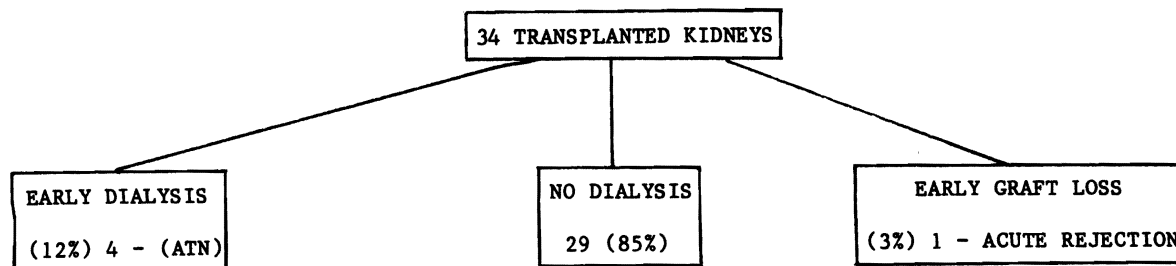 34 TRANSPLANTED KIDNEYS
EARLY DIALYSIS
(12%) 4 - (ATN)
NO DIALYSIS
29 (85%)
EARLY GRAFT LOSS
(3%) 1 - ACUTE REJECTION